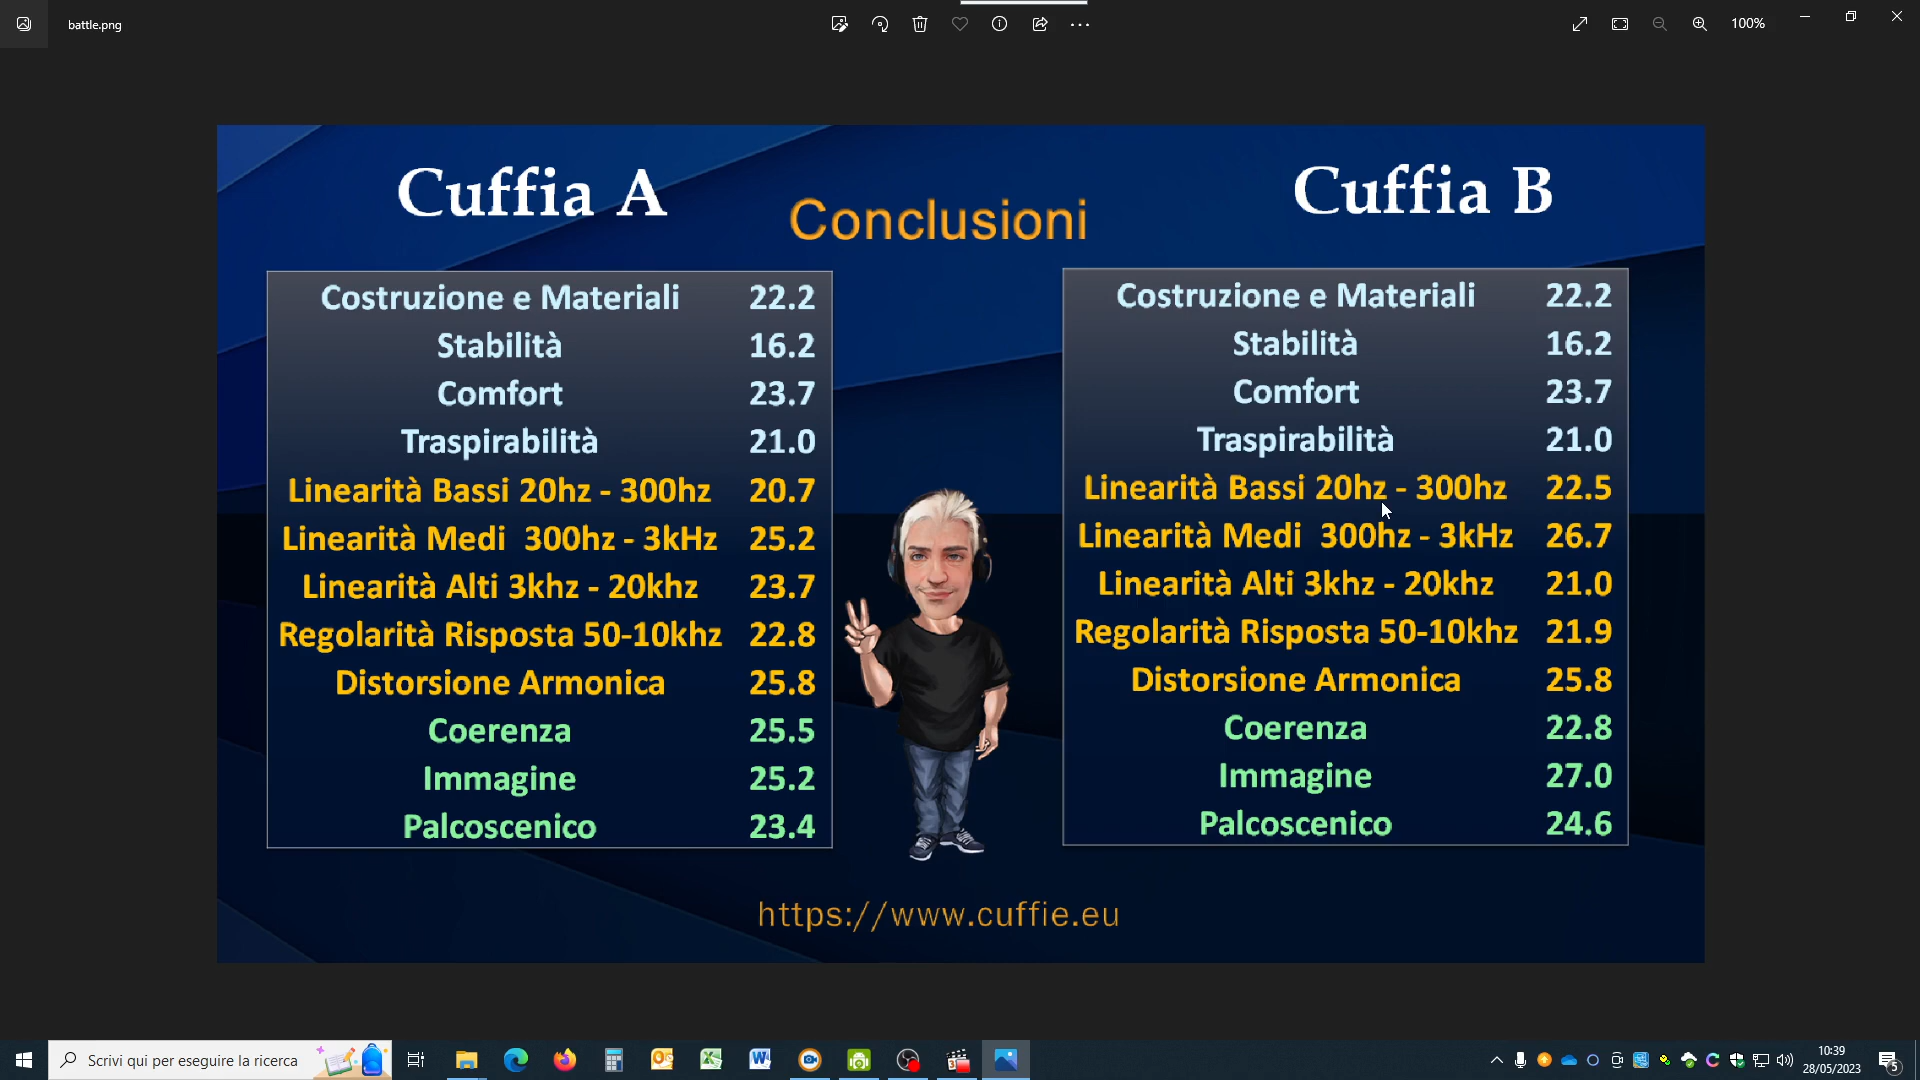 battle.png
100%
Cuffia A
Conclusioni
Cuffia B
Costruzione e Materiali 22.2
Stabilità 16.2
Comfort 23.7
Traspirabilità 21.0
Linearità Bassi 20hz - 300hz 20.7
Linearità Medi 300hz - 3kHz 25.2
Linearità Alti 3khz - 20khz 23.7
Regolarità Risposta 50-10khz 22.8
Distorsione Armonica 25.8
Coerenza 25.5
Immagine 25.2
Palcoscenico 23.4
Costruzione e Materiali 22.2
Stabilità 16.2
Comfort 23.7
Traspirabilità 21.0
Linearità Bassi 20hz - 300hz 22.5
Linearità Medi 300hz - 3kHz 26.7
Linearità Alti 3khz - 20khz 21.0
Regolarità Risposta 50-10khz 21.9
Distorsione Armonica 25.8
Coerenza 22.8
Immagine 27.0
Palcoscenico 24.6
https://www.cuffie.eu
Scrivi qui per eseguire la ricerca
10:39
28/05/2023
5